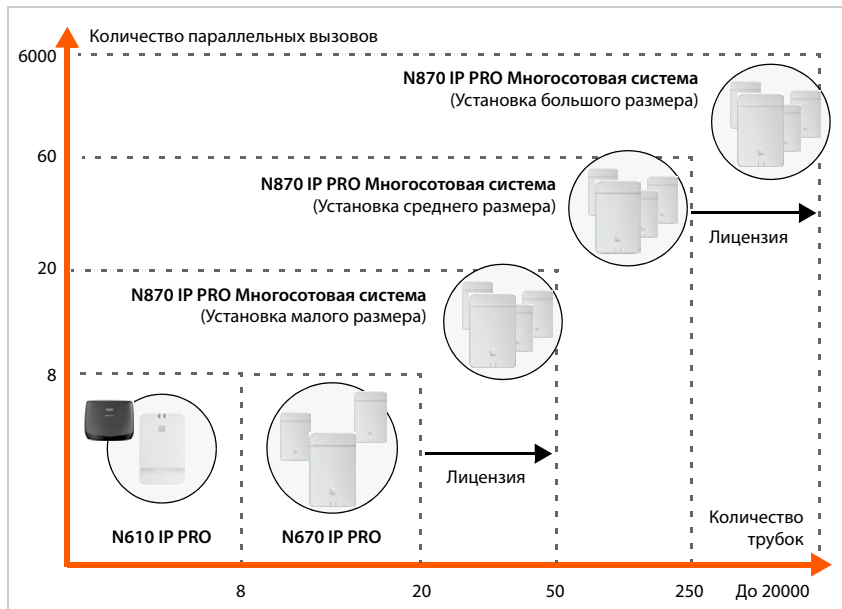 Количество параллельных вызовов
6000
N870 IP PRO Многосотовая система
(Установка большого размера)
60
N870 IP PRO Многосотовая система
(Установка среднего размера)
Лицензия
20
N870 IP PRO Многосотовая система
(Установка малого размера)
8
Лицензия
N610 IP PRO
N670 IP PRO
Количество
трубок
8
20
50
250
До 20000